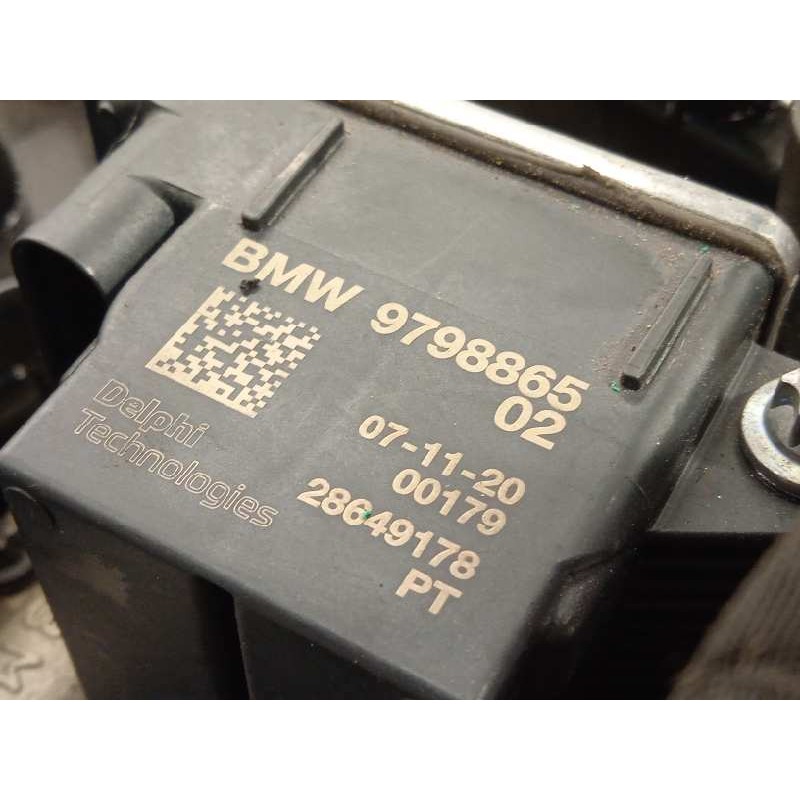 BMW 9798865
02
07-11-20
00179
28649178
PT
Delphi
Technologies